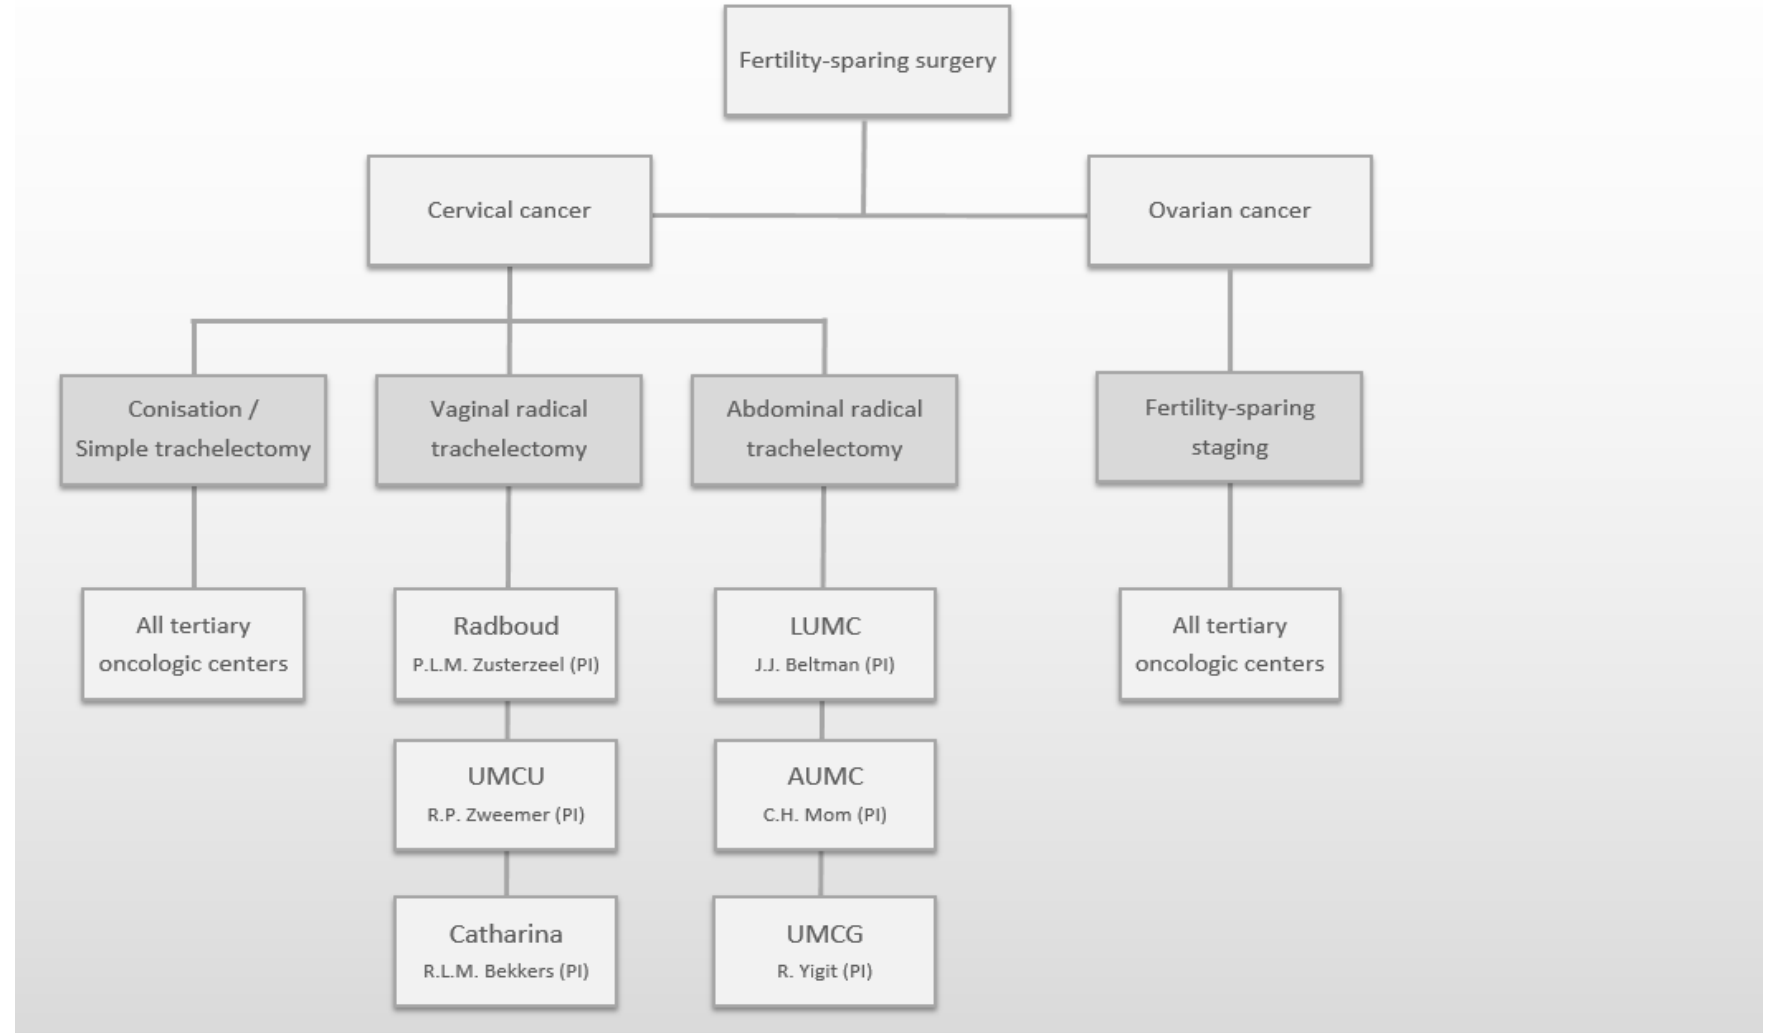 Fertility-sparing surgery
Cervical cancer
Ovarian cancer
Conisation /
Simple trachelectomy
Vaginal radical
trachelectomy
Abdominal radical
trachelectomy
Fertility-sparing
staging
All tertiary
oncologic centers
Radboud
P.L.M. Zusterzeel (PI)
LUMC
J.J. Beltman (PI)
All tertiary
oncologic centers
UMCU
R.P. Zweemer (PI)
AUMC
C.H. Mom (PI)
Catharina
R.L.M. Bekkers (PI)
UMCG
R. Yigit (PI)